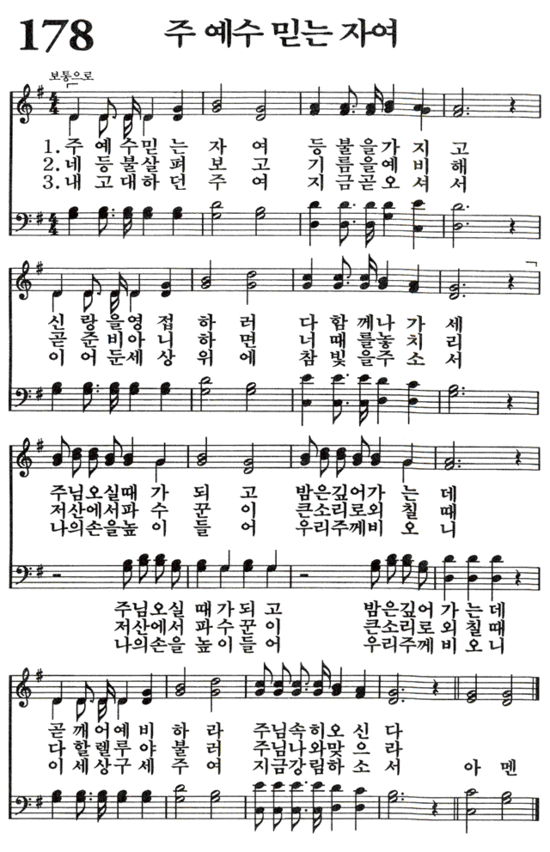 178 주 예수 믿는 자여
보통으로
1. 주 예 수 믿 는 자 여 등 불 을 가 지 고
2. 네 등 불 살 펴 보 고 기 름 을 예 비 해
3. 내 고 대 하 던 주 여 지 금 곧 오 셔 서
신 랑 을 영 접 하 러 다 함 께 나 가 세
곧 준 비 아 니 하 면 너 때 를 놓 치 리
이 어 둔 세 상 위 에 참 빛 을 주 소 서
주님오실때 가 되 고 밤은깊어가 는 데
저산에서파 수 꾼 이 큰소리로외 칠 때
나의손을높 이 들 어 우리주께비 오 니
주님오실 때가되 고 밤은깊어 가는데
저산에서 파수꾼 이 큰소리로 외칠때
나의손을 높이들 어 우리주께 비오니
곧 깨 어 예 비 하 라 주님속히오 신 다
다 할렐루 야 불 러 주님나와맞 으 라
이 세 상 구 세 주 여 지금강림하 소 서 아 멘